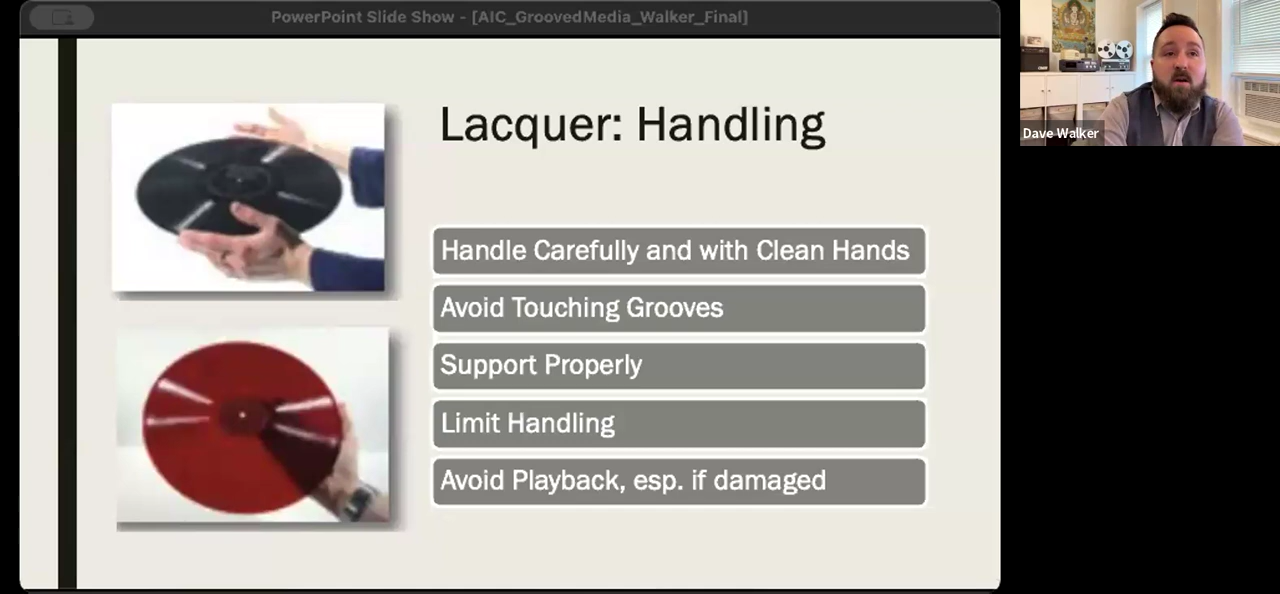 PowerPoint Slide Show - [AIC_GroovedMedia_Walker_Final]
Lacquer: Handling
Handle Carefully and with Clean Hands
Avoid Touching Grooves
Support Properly
Limit Handling
Avoid Playback, esp. if damaged
Dave Walker